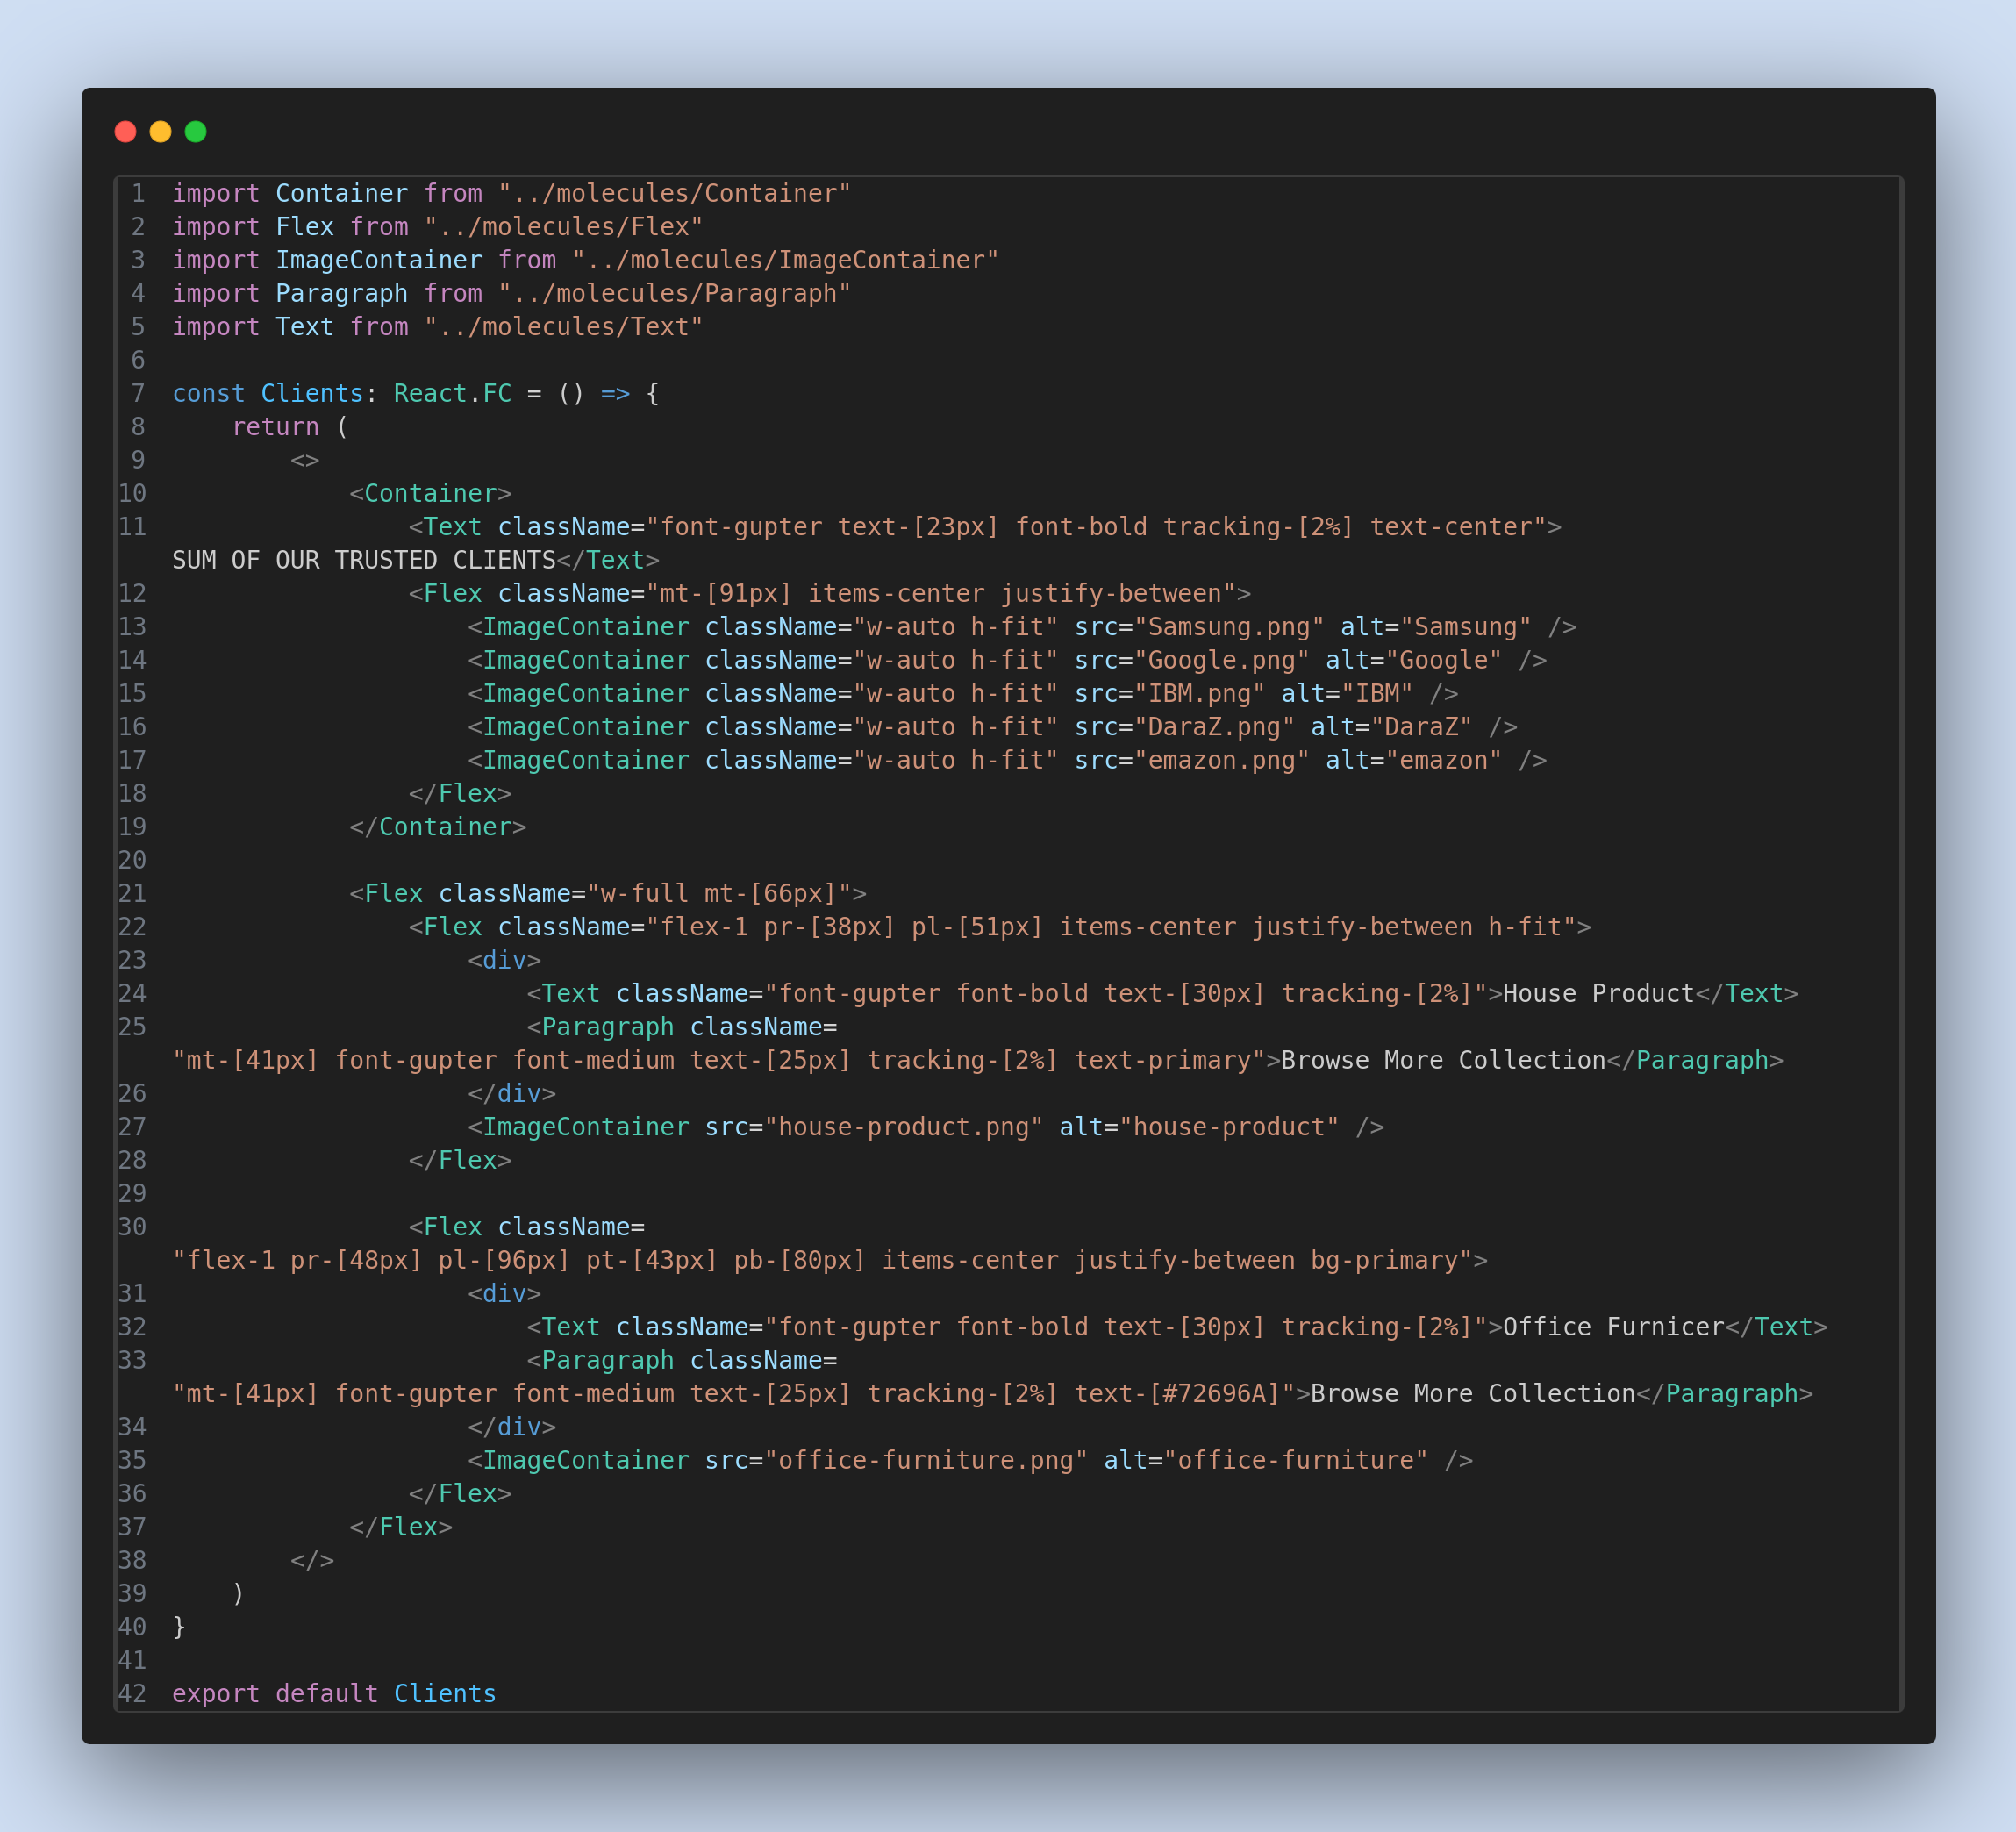 1 import Container from "../molecules/Container"
2 import Flex from "../molecules/Flex"
3 import ImageContainer from "../molecules/ImageContainer"
4 import Paragraph from "../molecules/Paragraph"
5 import Text from "../molecules/Text"
6
7 const Clients: React.FC = () => {
8     return (
9         <>
10             <Container>
11                 <Text className="font-gupter text-[23px] font-bold tracking-[2%] text-center">
SUM OF OUR TRUSTED CLIENTS</Text>
12                 <Flex className="mt-[91px] items-center justify-between">
13                     <ImageContainer className="w-auto h-fit" src="Samsung.png" alt="Samsung" />
14                     <ImageContainer className="w-auto h-fit" src="Google.png" alt="Google" />
15                     <ImageContainer className="w-auto h-fit" src="IBM.png" alt="IBM" />
16                     <ImageContainer className="w-auto h-fit" src="DaraZ.png" alt="DaraZ" />
17                     <ImageContainer className="w-auto h-fit" src="emazon.png" alt="emazon" />
18                 </Flex>
19             </Container>
20
21             <Flex className="w-full mt-[66px]">
22                 <Flex className="flex-1 pr-[38px] pl-[51px] items-center justify-between h-fit">
23                     <div>
24                         <Text className="font-gupter font-bold text-[30px] tracking-[2%]">House Product</Text>
25                         <Paragraph className=
"mt-[41px] font-gupter font-medium text-[25px] tracking-[2%] text-primary">Browse More Collection</Paragraph>
26                     </div>
27                     <ImageContainer src="house-product.png" alt="house-product" />
28                 </Flex>
29
30                 <Flex className=
"flex-1 pr-[48px] pl-[96px] pt-[43px] pb-[80px] items-center justify-between bg-primary">
31                     <div>
32                         <Text className="font-gupter font-bold text-[30px] tracking-[2%]">Office Furnicer</Text>
33                         <Paragraph className=
"mt-[41px] font-gupter font-medium text-[25px] tracking-[2%] text-[#72696A]">Browse More Collection</Paragraph>
34                     </div>
35                     <ImageContainer src="office-furniture.png" alt="office-furniture" />
36                 </Flex>
37             </Flex>
38         </>
39     )
40 }
41
42 export default Clients